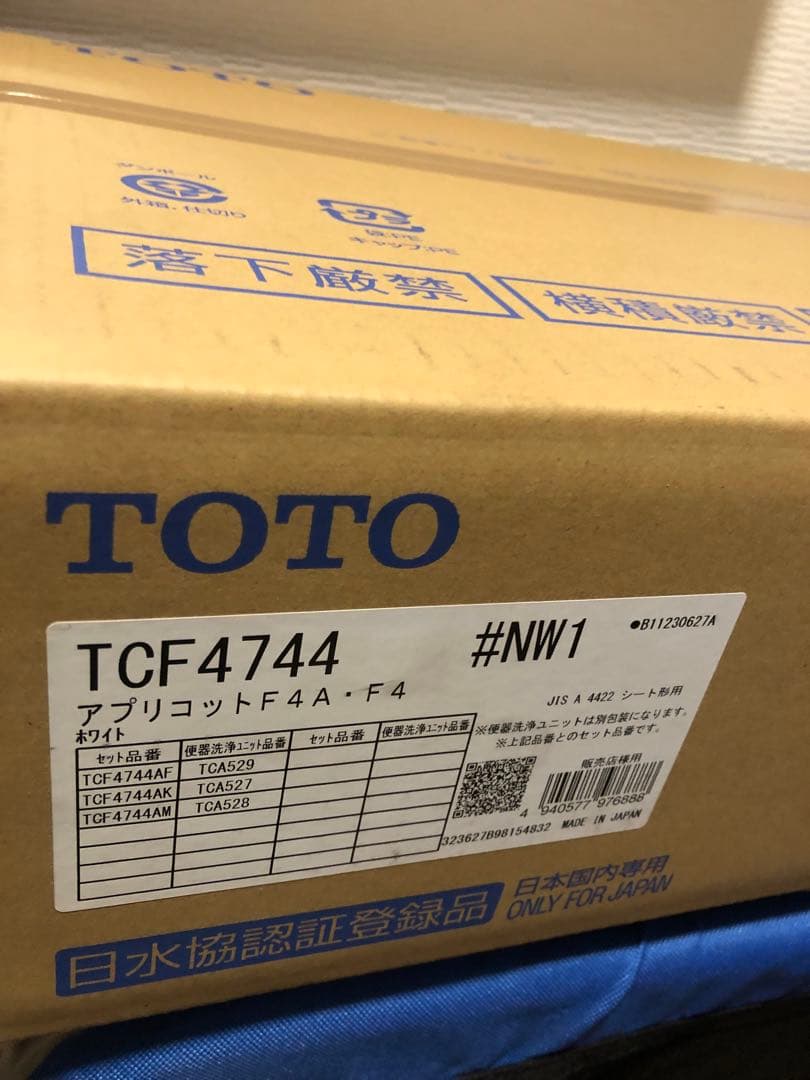 TOTO
ダンボール
外箱・仕切り
プラ
キャップ:PE
落下厳禁
横積厳禁
TOTO
TCF4744
#NW1
●B11230627A
アプリコットF4A・F4
ホワイト
JIS A 4422 シート形用
※便器洗浄ユニットは別包装になります。
※上記品番とのセット品番です。
セット品番 便器洗浄ユニット品番 セット品番 便器洗浄ユニット品番
TCF4744AF TCA529
TCF4744AK TCA527
TCF4744AM TCA528
販売店様用
4 940577 976888
323627B98154832 MADE IN JAPAN
日水協認証登録品
日本国内専用
ONLY FOR JAPAN